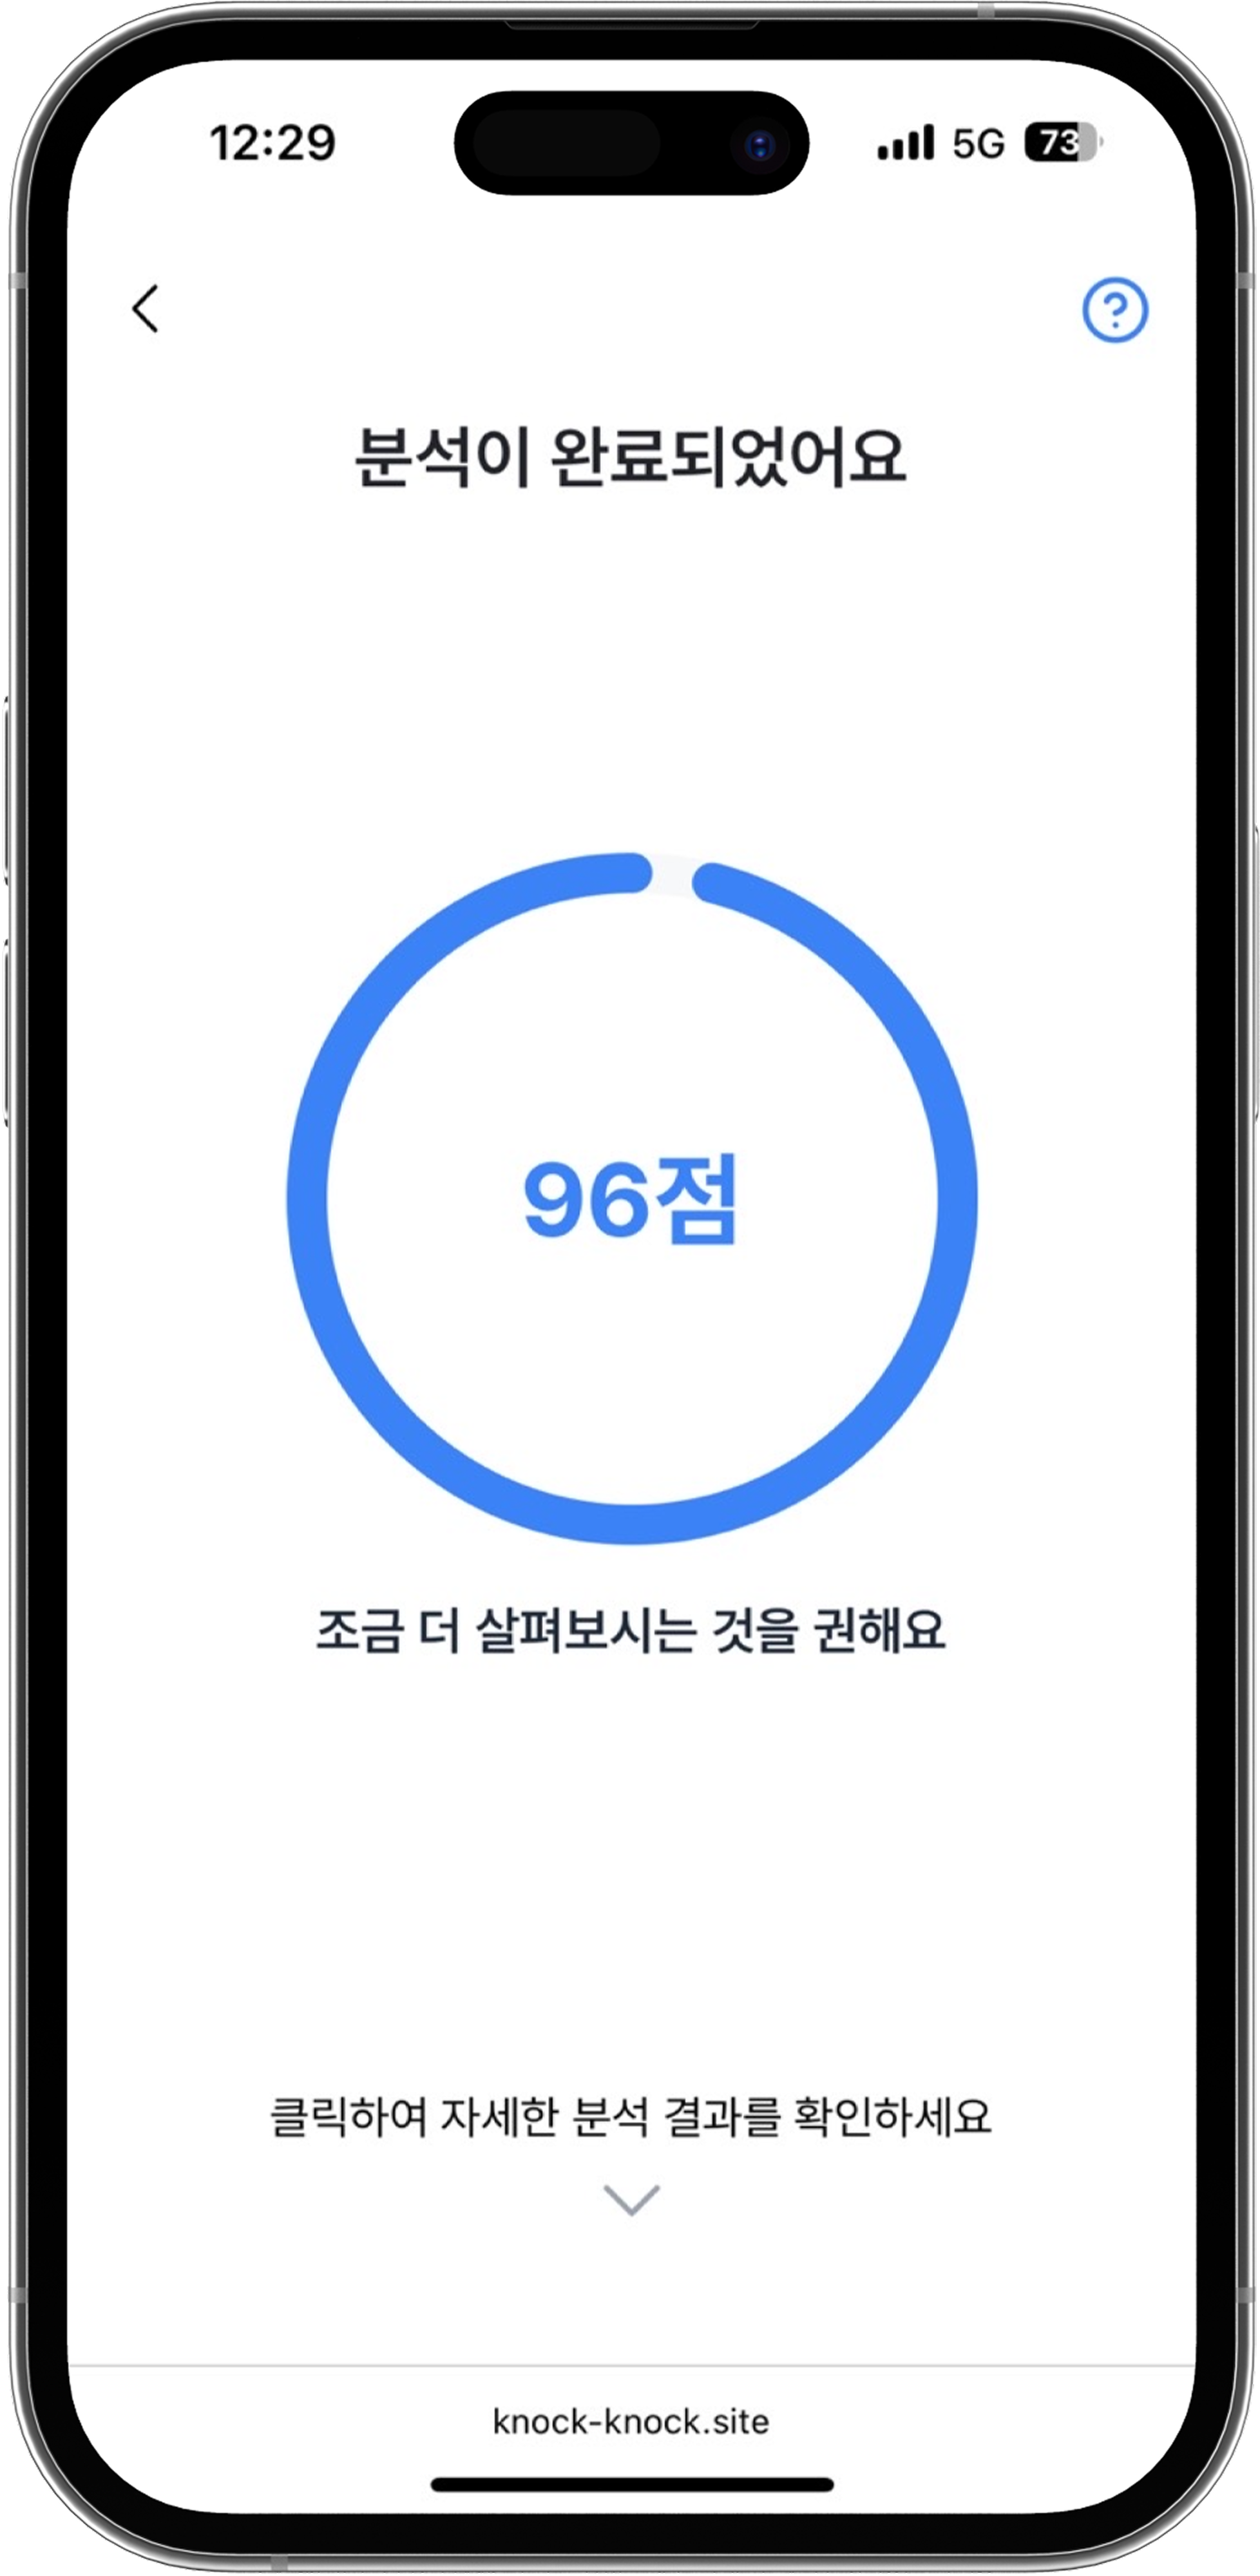 12:29
5G 73
분석이 완료되었어요
96점
조금 더 살펴보시는 것을 권해요
클릭하여 자세한 분석 결과를 확인하세요
knock-knock.site